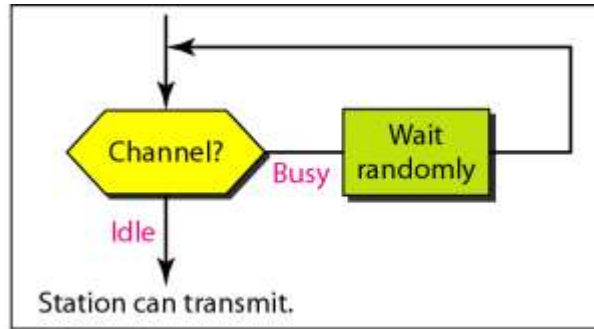 Channel?
Busy
Wait
randomly
Idle
Station can transmit.